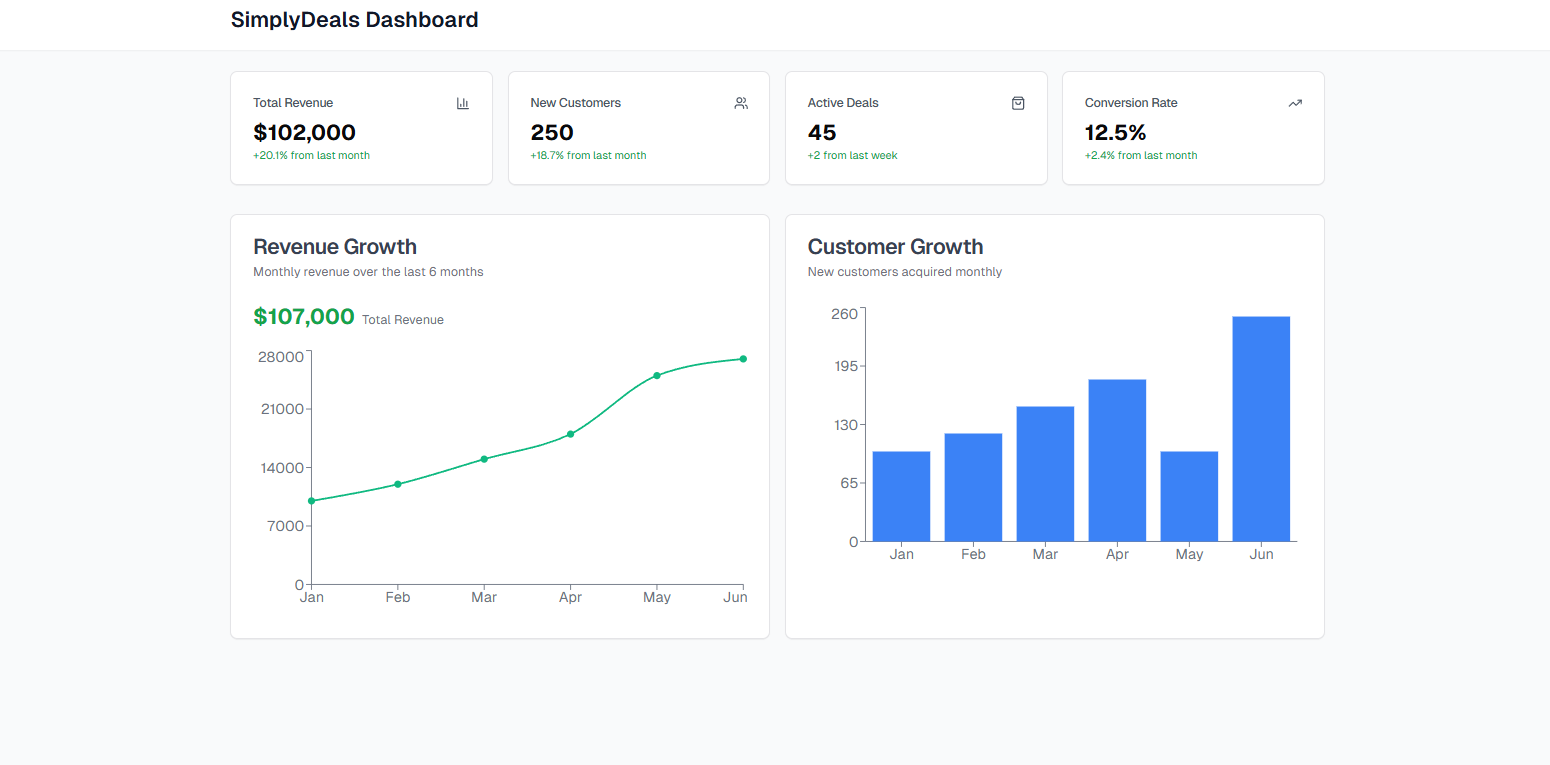 SimplyDeals Dashboard
Total Revenue
$102,000
+20.1% from last month
New Customers
250
+18.7% from last month
Active Deals
45
+2 from last week
Conversion Rate
12.5%
+2.4% from last month
Revenue Growth
Monthly revenue over the last 6 months
$107,000 Total Revenue
28000
21000
14000
7000
0
Jan Feb Mar Apr May Jun
Customer Growth
New customers acquired monthly
260
195
130
65
0
Jan Feb Mar Apr May Jun